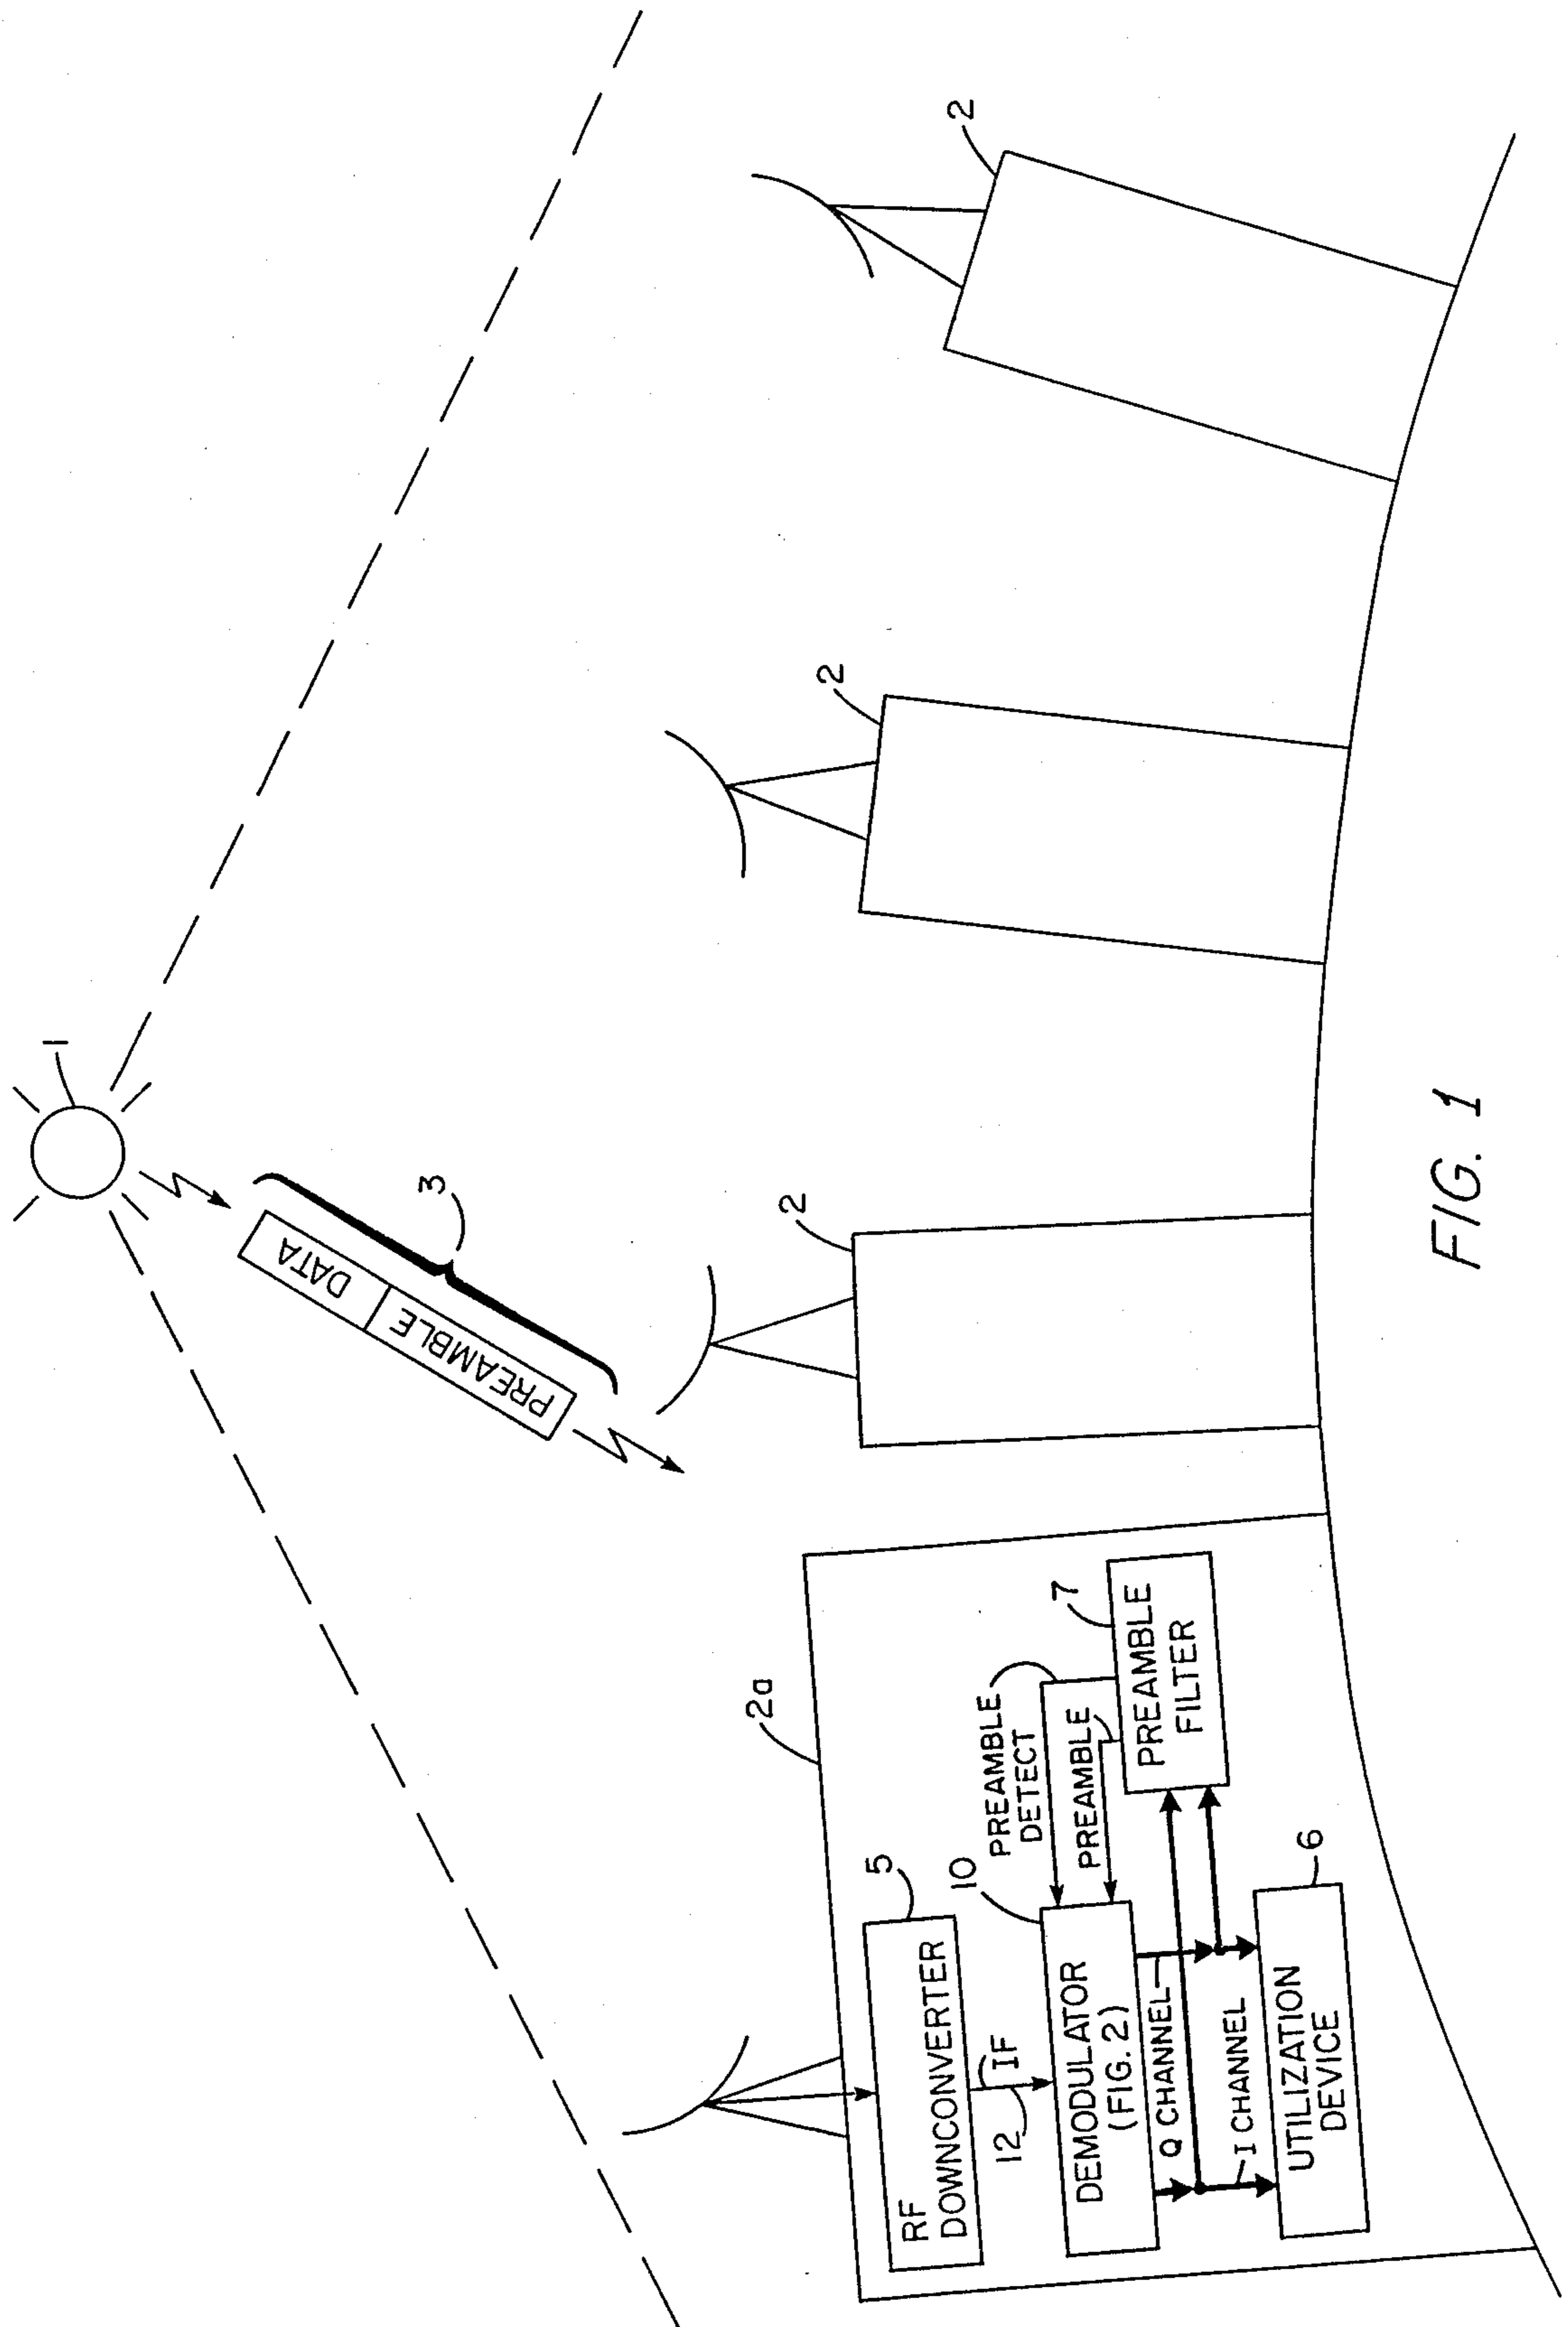 1
DATA
PREAMBLE
3
2
2
2
2a
RF
DOWNCONVERTER
5
12
IF
DEMODULATOR
(FIG. 2)
10
PREAMBLE
DETECT
PREAMBLE
7
PREAMBLE
FILTER
Q CHANNEL
I CHANNEL
UTILIZATION
DEVICE
6
FIG. 1